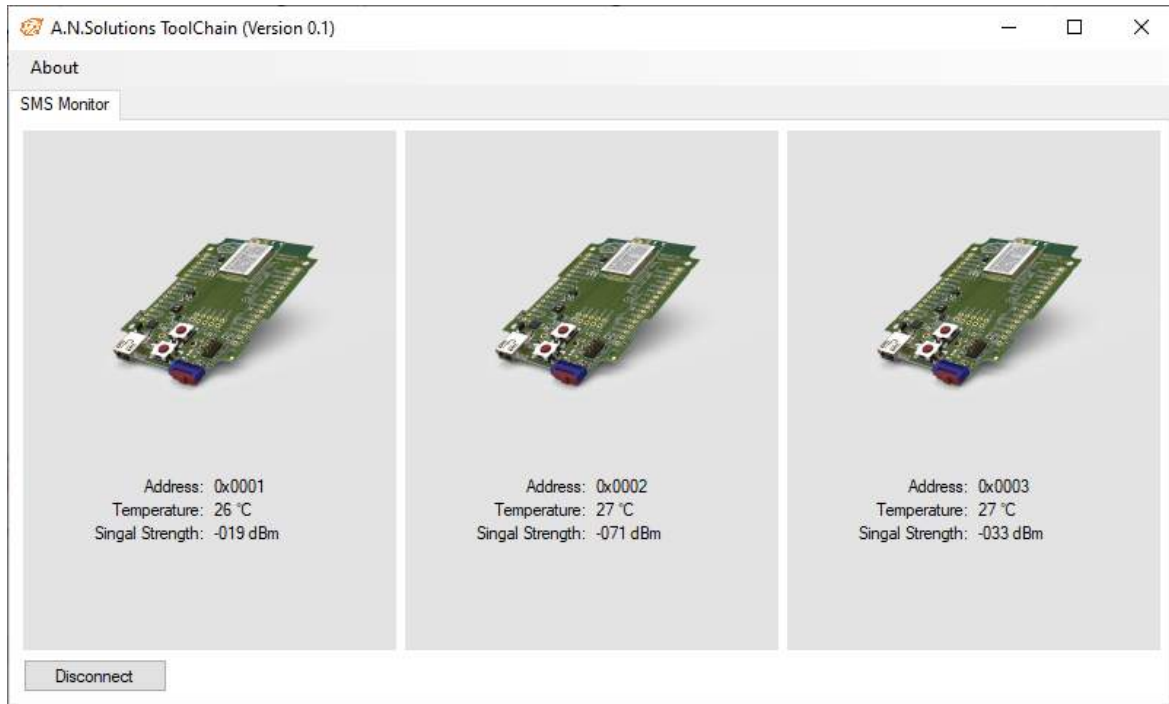 A.N.Solutions ToolChain (Version 0.1)
About
SMS Monitor
Address: 0x0001
Temperature: 26 °C
Singal Strength: -019 dBm
Address: 0x0002
Temperature: 27 °C
Singal Strength: -071 dBm
Address: 0x0003
Temperature: 27 °C
Singal Strength: -033 dBm
Disconnect